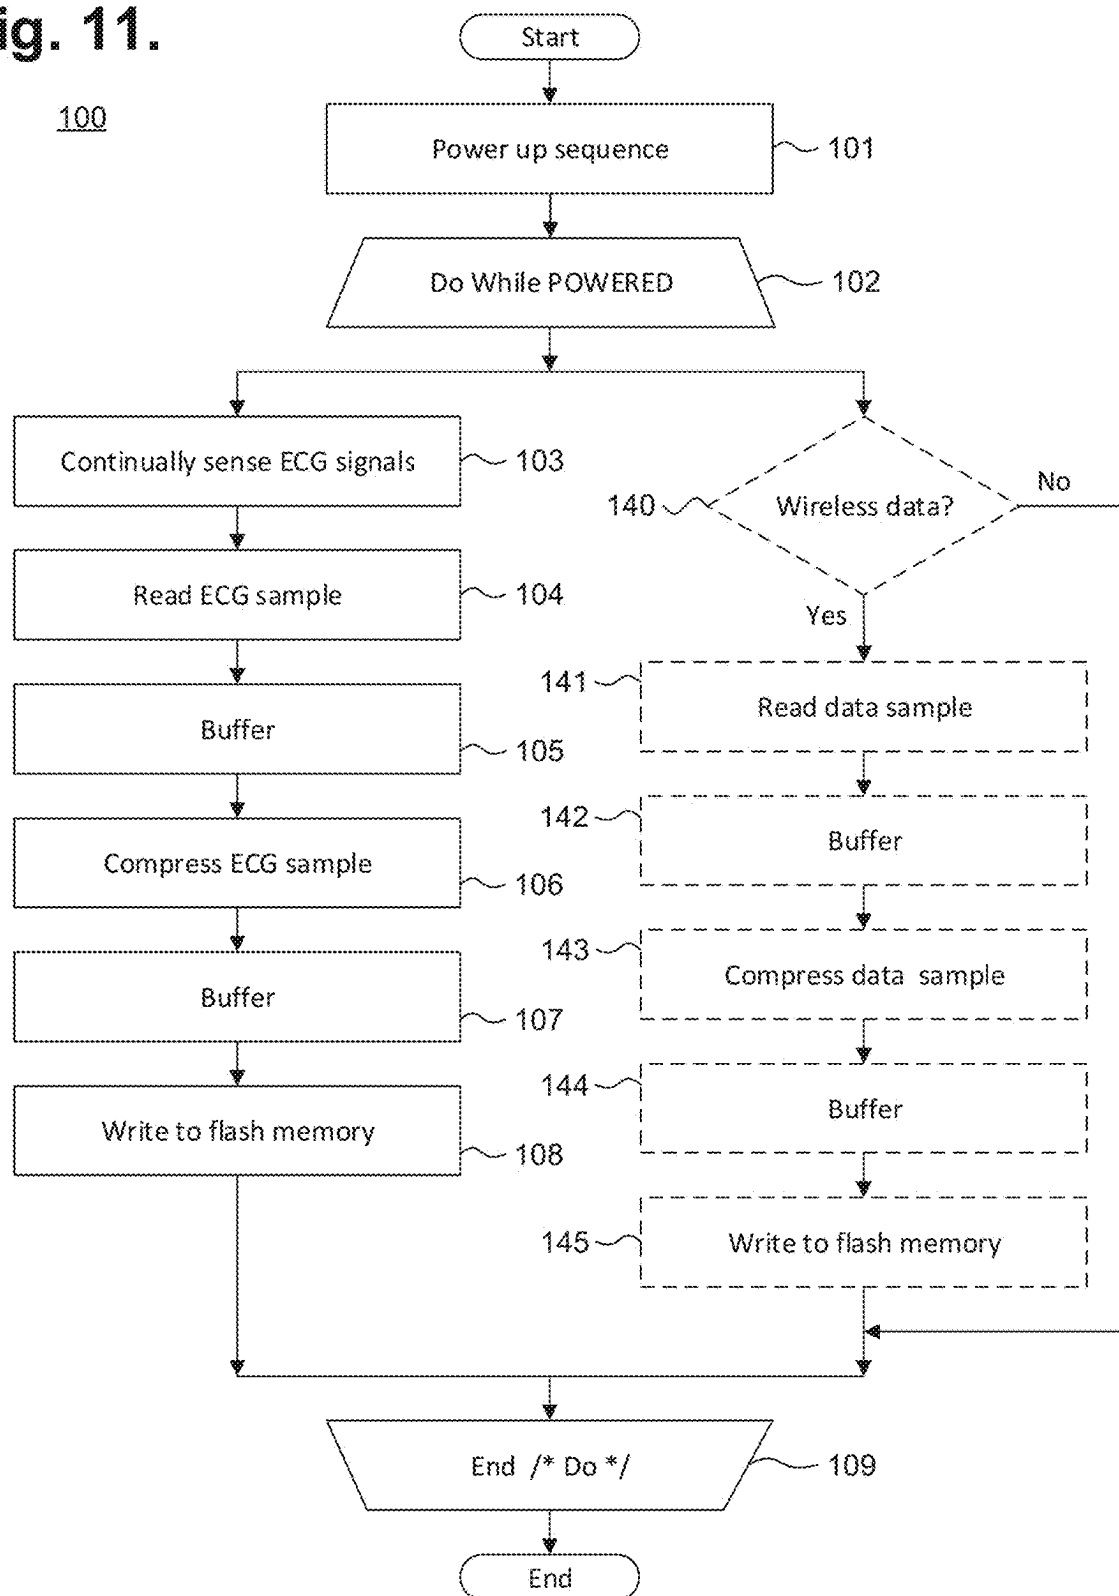 ig. 11.
100
Start
Power up sequence
101
Do While POWERED
102
Continually sense ECG signals
103
Read ECG sample
104
Buffer
105
Compress ECG sample
106
Buffer
107
Write to flash memory
108
140
Wireless data?
No
Yes
141
Read data sample
142
Buffer
143
Compress data sample
144
Buffer
145
Write to flash memory
End /* Do */
109
End